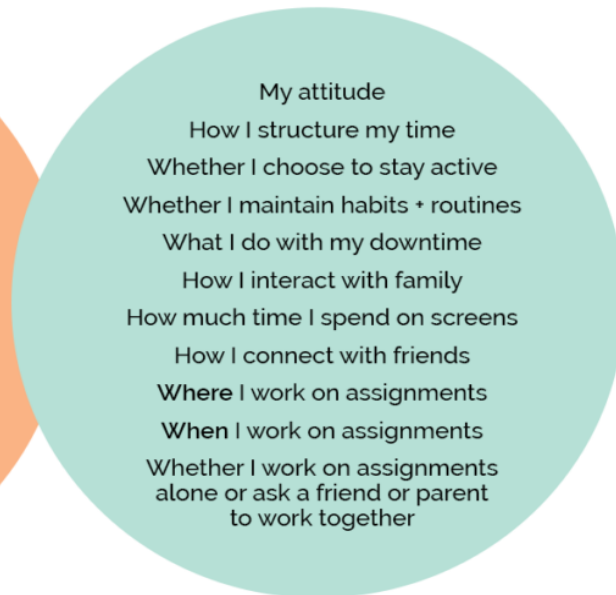 My attitude
How I structure my time
Whether I choose to stay active
Whether I maintain habits + routines
What I do with my downtime
How I interact with family
How much time I spend on screens
How I connect with friends
Where I work on assignments
When I work on assignments
Whether I work on assignments
alone or ask a friend or parent
to work together